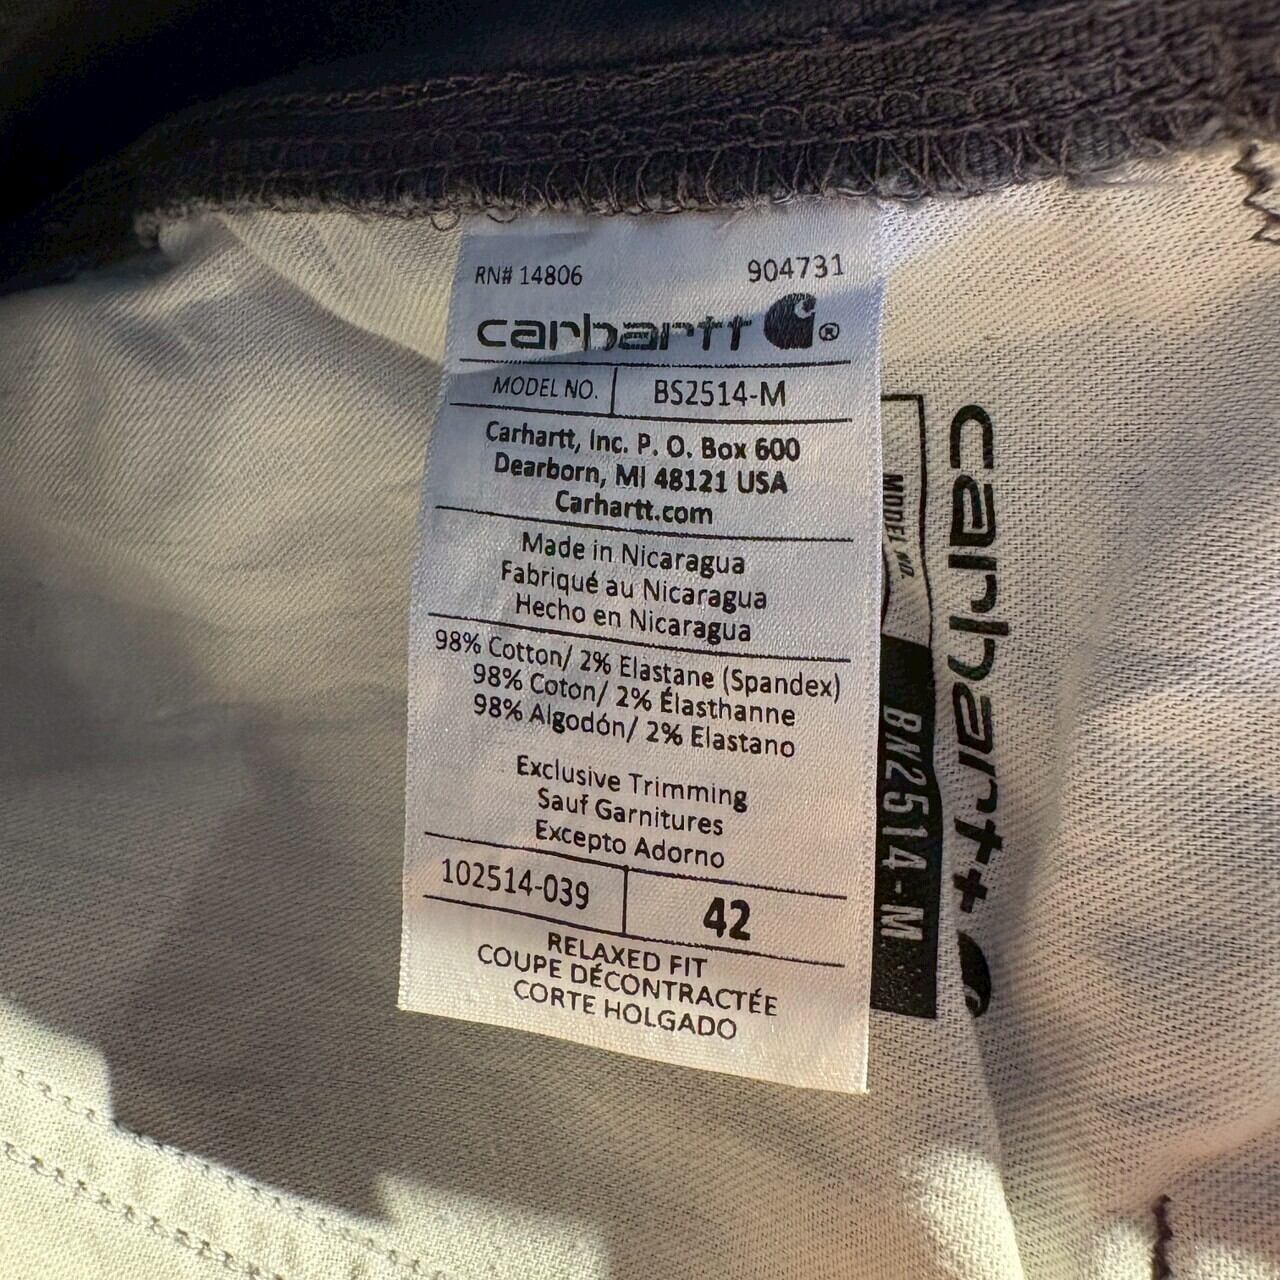 RN# 14806 904731
carhartt ®
MODEL NO. BS2514-M
Carhartt, Inc. P. O. Box 600
Dearborn, MI 48121 USA
Carhartt.com
Made in Nicaragua
Fabriqué au Nicaragua
Hecho en Nicaragua
98% Cotton/ 2% Elastane (Spandex)
98% Coton/ 2% Élasthanne
98% Algodón/ 2% Elastano
Exclusive Trimming
Sauf Garnitures
Excepto Adorno
102514-039 42
RELAXED FIT
COUPE DÉCONTRACTÉE
CORTE HOLGADO
carhartt
MODEL NO. BN2514-M